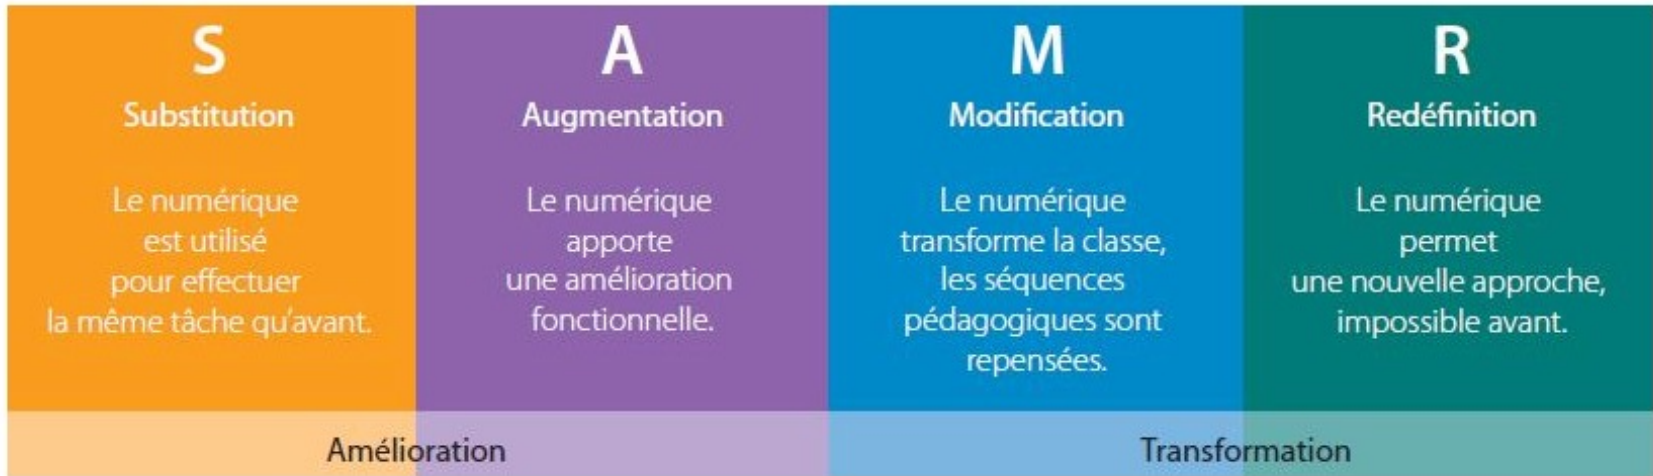 S
Substitution
Le numérique
est utilisé
pour effectuer
la même tâche qu'avant.
A
Augmentation
Le numérique
apporte
une amélioration
fonctionnelle.
M
Modification
Le numérique
transforme la classe,
les séquences
pédagogiques sont
repensées.
R
Redéfinition
Le numérique
permet
une nouvelle approche,
impossible avant.
Amélioration
Transformation